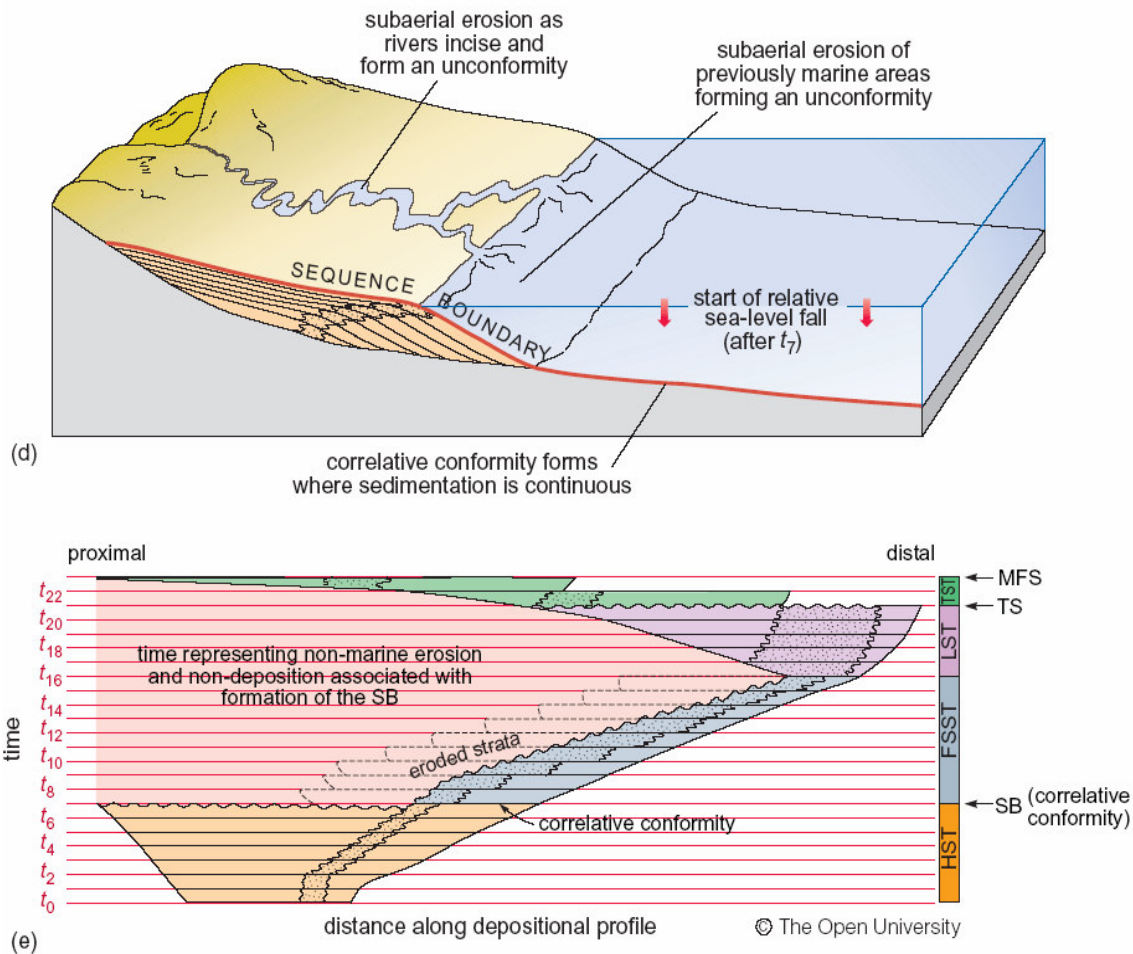 subaerial erosion as
rivers incise and
form an unconformity
subaerial erosion of
previously marine areas
forming an unconformity
SEQUENCE BOUNDARY
start of relative
sea-level fall
(after t7)
(d)
correlative conformity forms
where sedimentation is continuous
proximal
distal
MFS
TS
SB (correlative
conformity)
TST
LST
FSST
HST
time
t22
t20
t18
t16
t14
t12
t10
t8
t6
t4
t2
t0
time representing non-marine erosion
and non-deposition associated with
formation of the SB
eroded strata
correlative conformity
distance along depositional profile
© The Open University
(e)